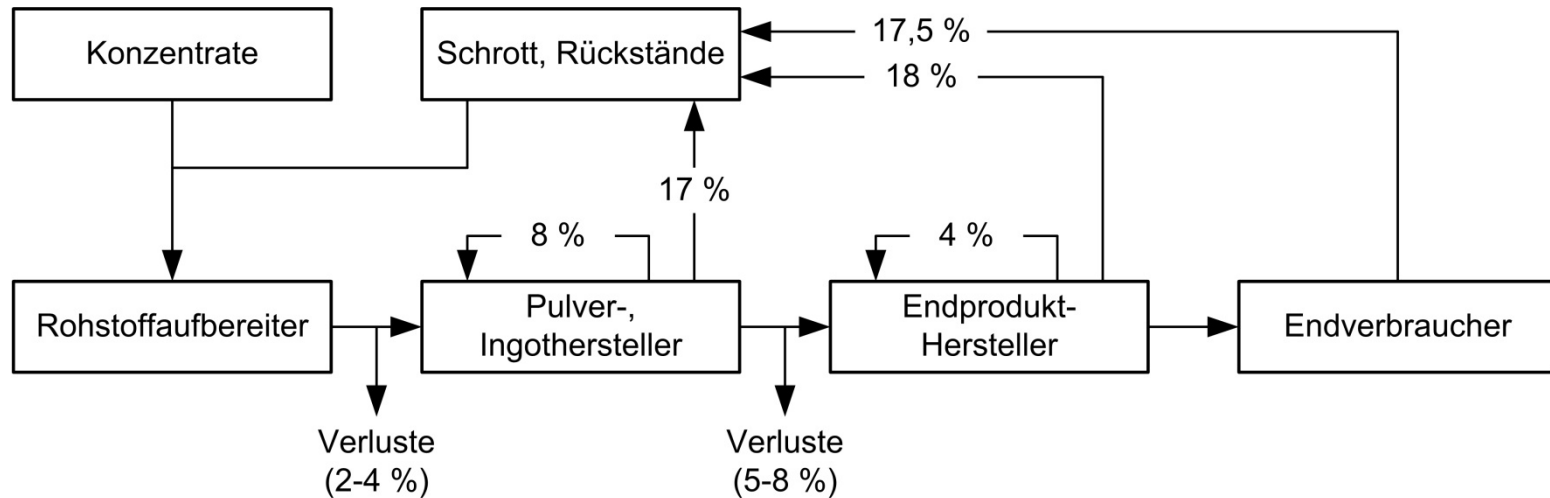 Konzentrate
Schrott, Rückstände
17,5 %
18 %
17 %
8 %
4 %
Rohstoffaufbereiter
Pulver-,
Ingothersteller
Endprodukt-
Hersteller
Endverbraucher
Verluste
(2-4 %)
Verluste
(5-8 %)